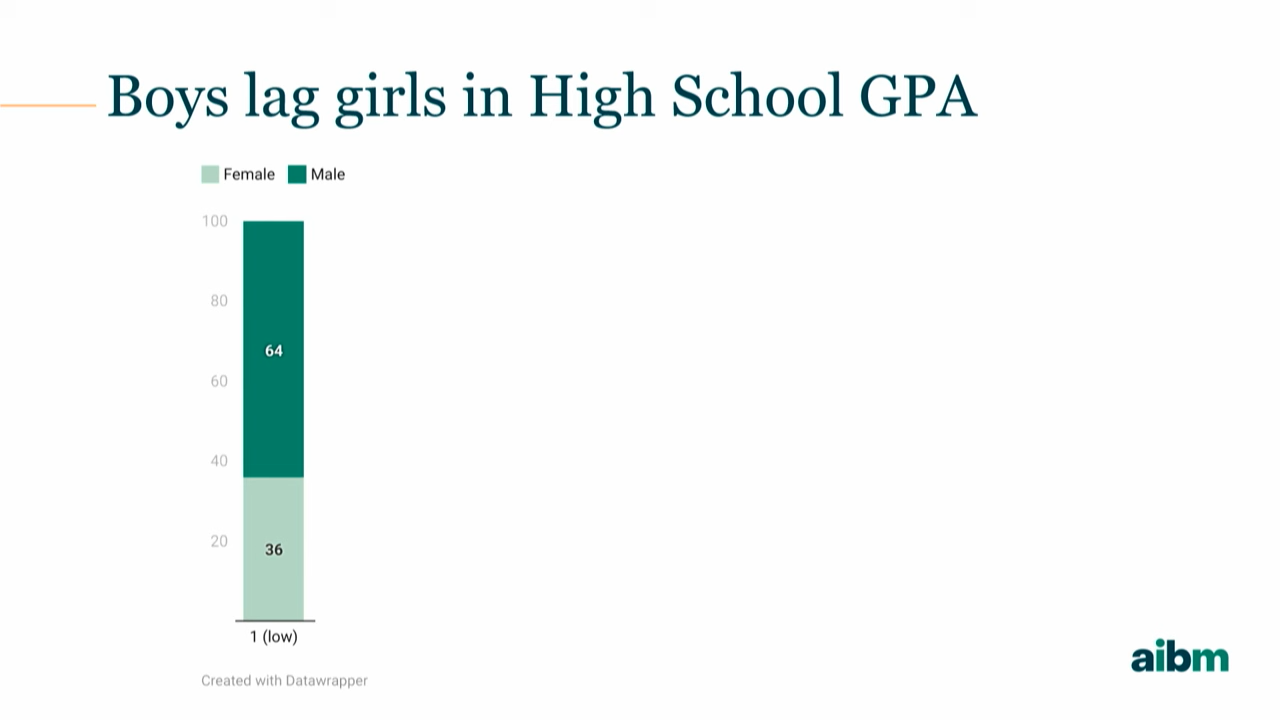 Boys lag girls in High School GPA
Female Male
100
80
64
60
40
20
36
1 (low)
Created with Datawrapper
aibm